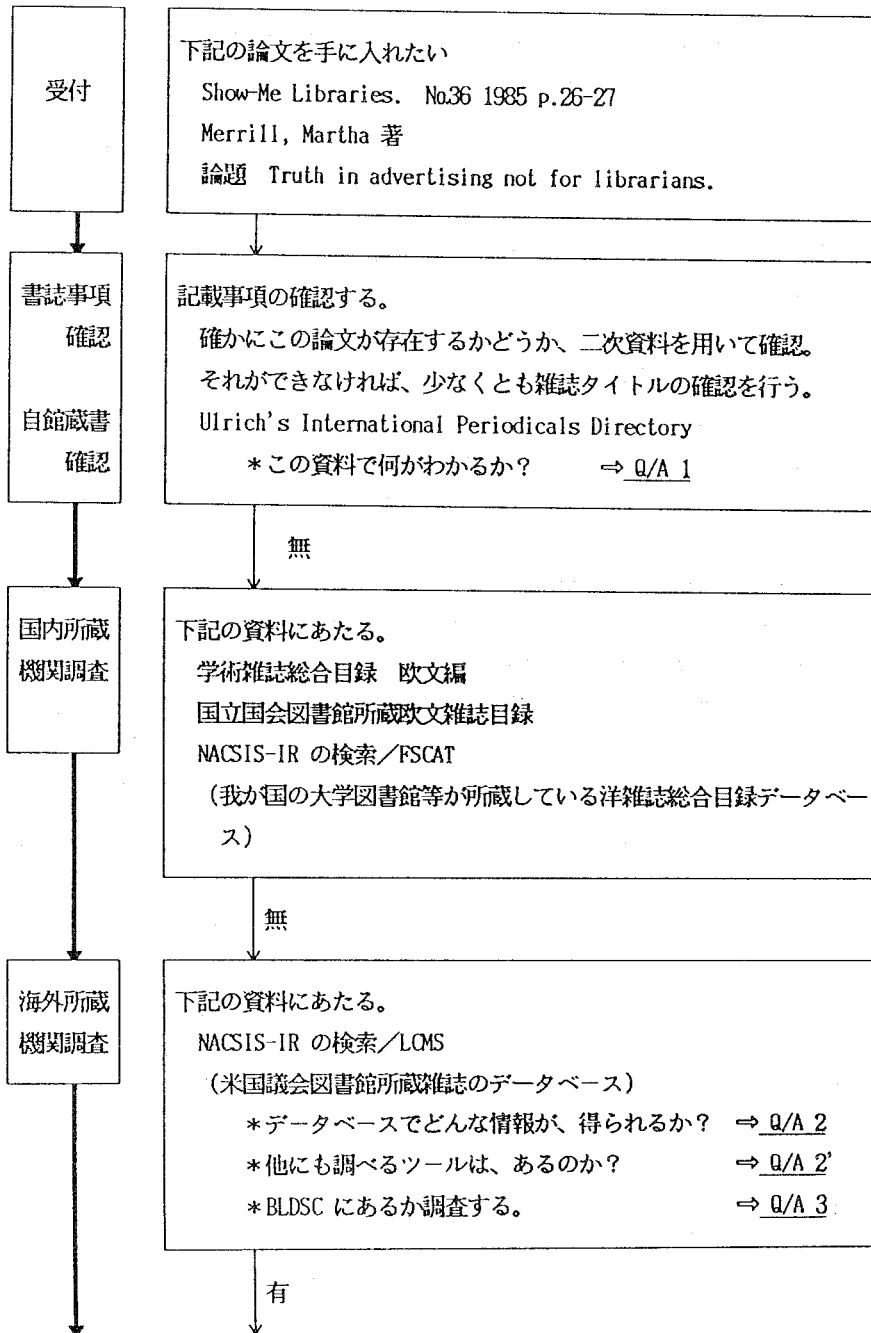 受付
下記の論文を手に入れたい
Show-Me Libraries. No.36 1985 p.26-27
Merrill, Martha 著
論題 Truth in advertising not for librarians.
書誌事項
確認
自館蔵書
確認
記載事項の確認する。
確かにこの論文が存在するかどうか、二次資料を用いて確認。
それができなければ、少なくとも雑誌タイトルの確認を行う。
Ulrich's International Periodicals Directory
*この資料で何がわかるか? ⇒ Q/A 1
無
国内所蔵
機関調査
下記の資料にあたる。
学術雑誌総合目録 欧文編
国立国会図書館所蔵欧文雑誌目録
NACSIS-IR の検索/FSCAT
(我が国の大学図書館等が所蔵している洋雑誌総合目録データベー
ス)
無
海外所蔵
機関調査
下記の資料にあたる。
NACSIS-IR の検索/LCMS
(米国議会図書館所蔵雑誌のデータベース)
*データベースでどんな情報が、得られるか? ⇒ Q/A 2
*他にも調べるツールは、あるのか? ⇒ Q/A 2'
*BLDSC にあるか調査する。 ⇒ Q/A 3
有